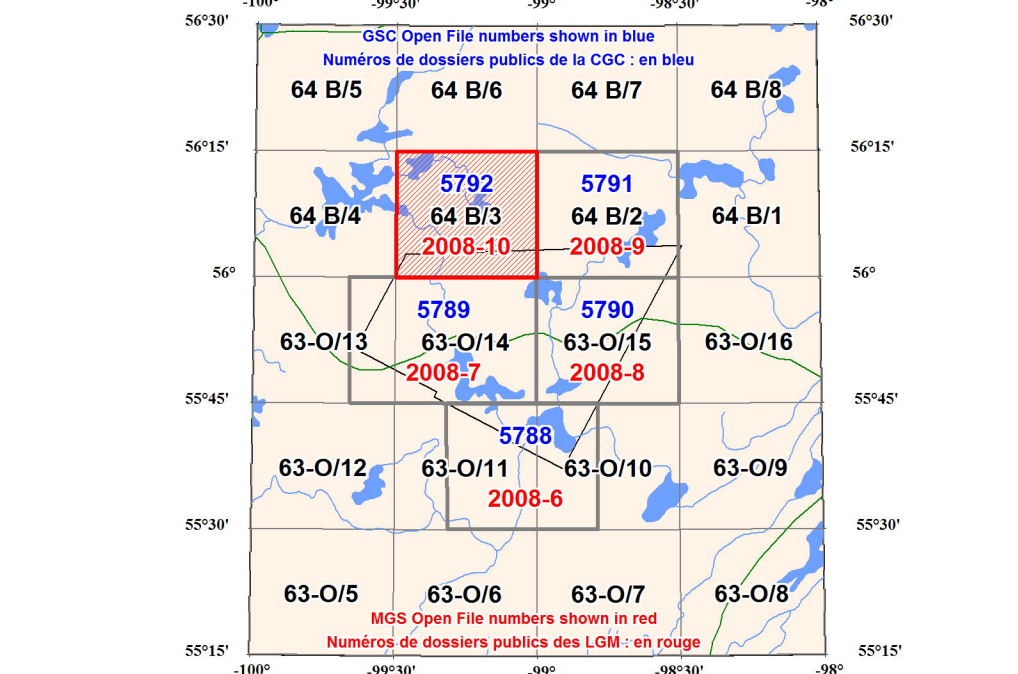 -100° -99°30' -99° -98°30' -98°
56°30' 56°30'
GSC Open File numbers shown in blue
Numéros de dossiers publics de la CGC : en bleu
64 B/5 64 B/6 64 B/7 64 B/8
56°15' 56°15'
5792 5791
64 B/4 64 B/3 64 B/2 64 B/1
2008-10 2008-9
56° 56°
5789 5790
63-O/13 63-O/14 63-O/15 63-O/16
2008-7 2008-8
55°45' 55°45'
5788
63-O/12 63-O/11 63-O/10 63-O/9
2008-6
55°30' 55°30'
63-O/5 63-O/6 63-O/7 63-O/8
MGS Open File numbers shown in red
Numéros de dossiers publics des LGM : en rouge
55°15' 55°15'
-100° -99°30' -99° -98°30' -98°